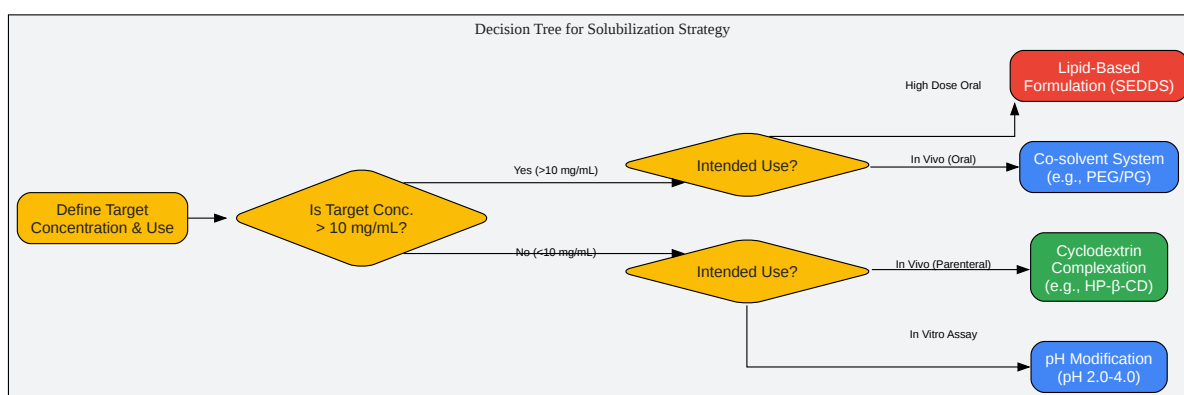 Decision Tree for Solubilization Strategy
Define Target
Concentration & Use
Is Target Conc.
> 10 mg/mL?
Yes (>10 mg/mL)
Intended Use?
High Dose Oral
Lipid-Based
Formulation (SEDDS)
In Vivo (Oral)
Co-solvent System
(e.g., PEG/PG)
No (<10 mg/mL)
Intended Use?
In Vivo (Parenteral)
Cyclodextrin
Complexation
(e.g., HP-β-CD)
In Vitro Assay
pH Modification
(pH 2.0-4.0)